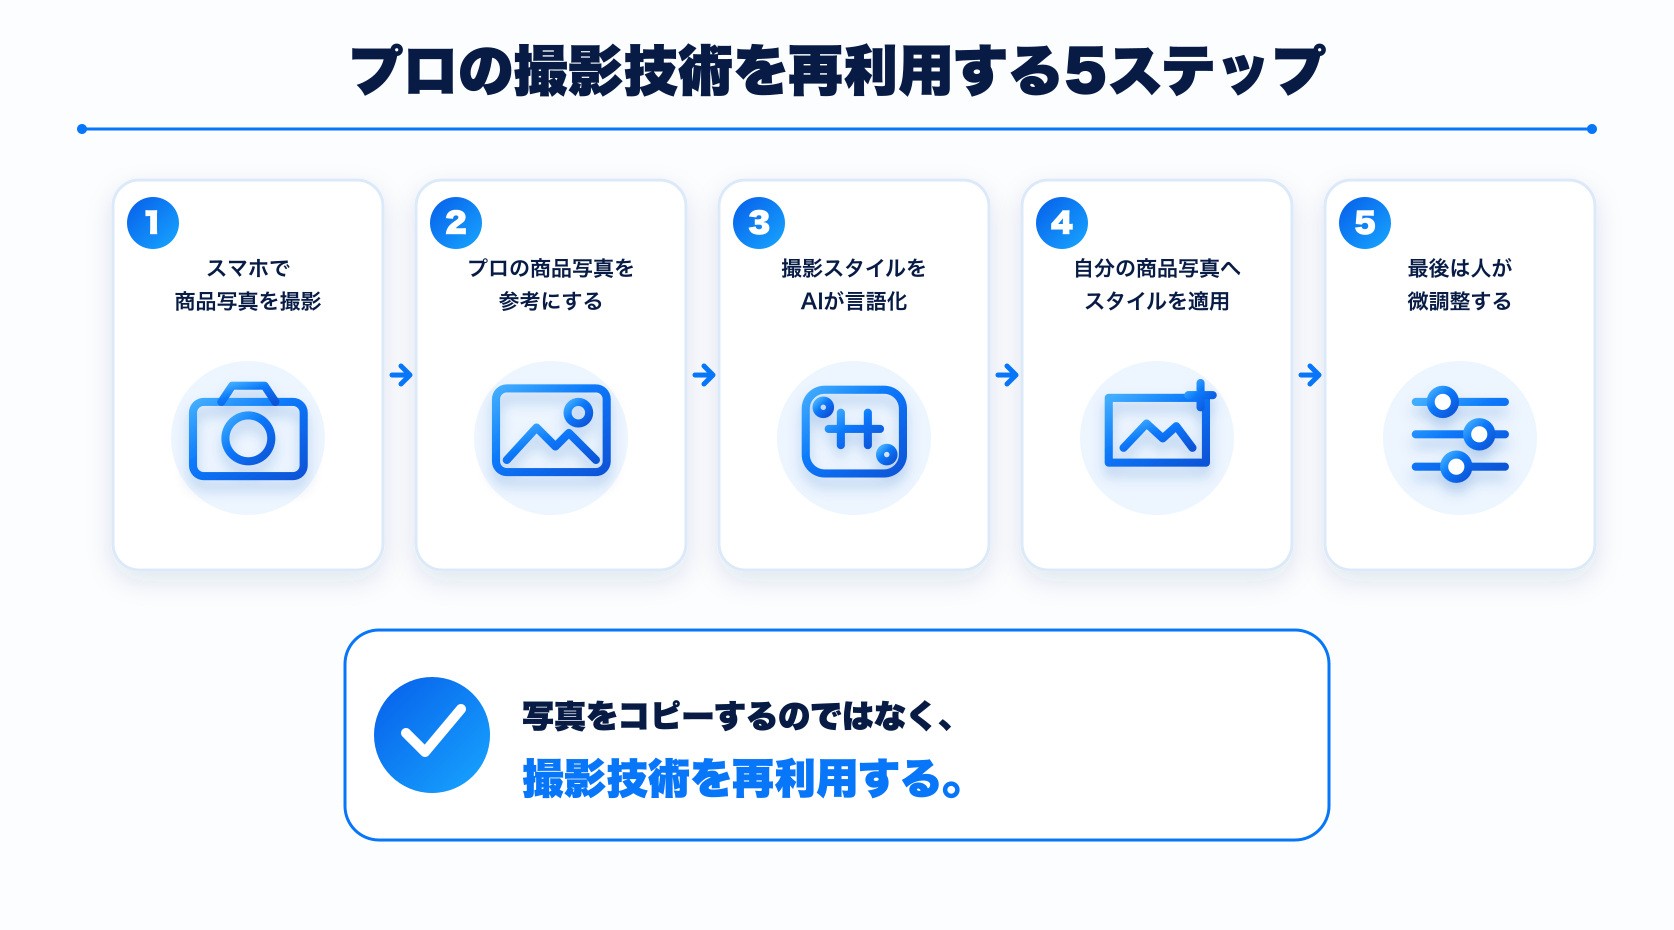 プロの撮影技術を再利用する5ステップ
1
スマホで
商品写真を撮影
2
プロの商品写真を
参考にする
3
撮影スタイルを
AIが言語化
4
自分の商品写真へ
スタイルを適用
5
最後は人が
微調整する
写真をコピーするのではなく、
撮影技術を再利用する。